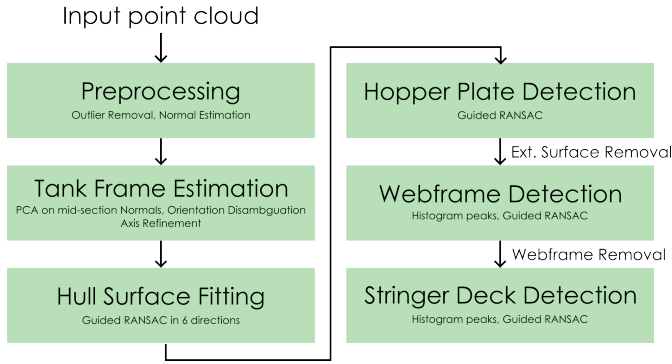 Input point cloud
Preprocessing
Outlier Removal, Normal Estimation
Tank Frame Estimation
PCA on mid-section Normals, Orientation Disambguation
Axis Refinement
Hull Surface Fitting
Guided RANSAC in 6 directions
Hopper Plate Detection
Guided RANSAC
Ext. Surface Removal
Webframe Detection
Histogram peaks, Guided RANSAC
Webframe Removal
Stringer Deck Detection
Histogram peaks, Guided RANSAC